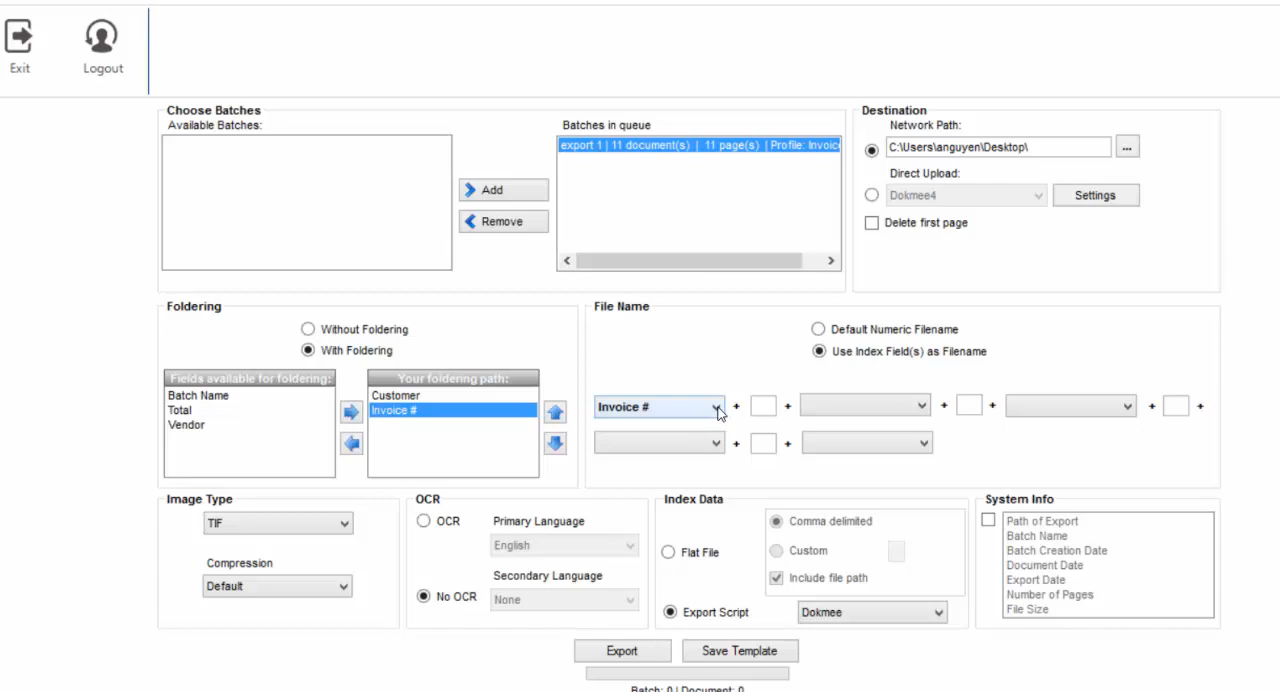 Exit
Logout
Choose Batches
Available Batches:
Batches in queue
export 1 | 11 document(s) | 11 page(s) | Profile: Invoic
Add
Remove
Destination
Network Path:
C:\Users\anguyen\Desktop\
...
Direct Upload:
Dokmee4
Settings
Delete first page
Foldering
Without Foldering
With Foldering
Fields available for foldering:
Batch Name
Total
Vendor
Your foldering path:
Customer
Invoice #
File Name
Default Numeric Filename
Use Index Field(s) as Filename
Invoice # + + + + + +
+ +
Image Type
TIF
Compression
Default
OCR
OCR
No OCR
Primary Language
English
Secondary Language
None
Index Data
Flat File
Comma delimited
Custom
Include file path
Export Script
Dokmee
System Info
Path of Export
Batch Name
Batch Creation Date
Document Date
Export Date
Number of Pages
File Size
Export
Save Template
Batch: 0 | Document: 0